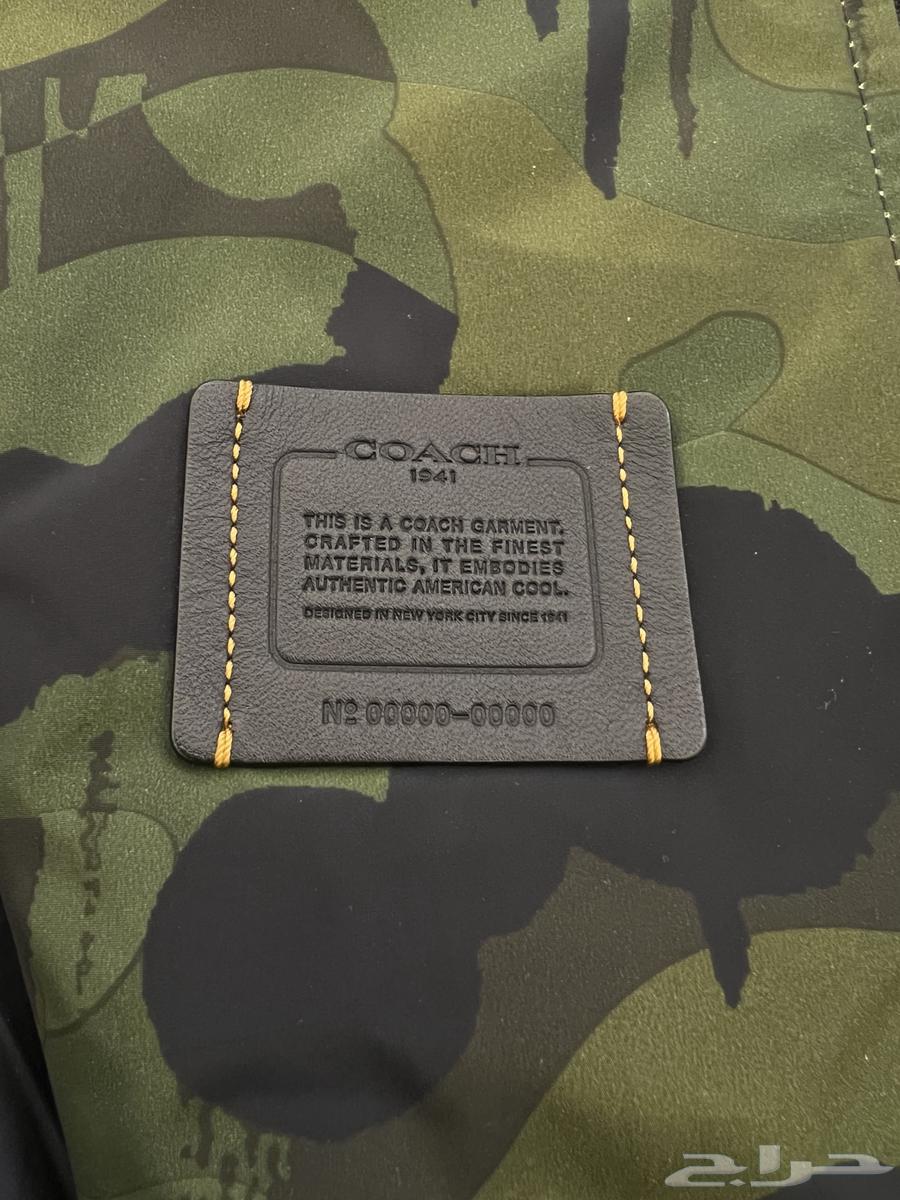 COACH
1941
THIS IS A COACH GARMENT.
CRAFTED IN THE FINEST
MATERIALS, IT EMBODIES
AUTHENTIC AMERICAN COOL.
DESIGNED IN NEW YORK CITY SINCE 1941
Nº 00000-00000
حراج